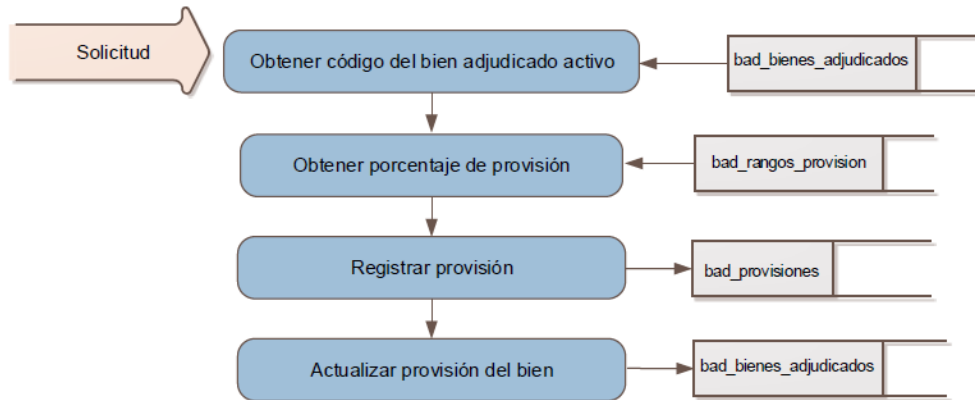 Solicitud
Obtener código del bien adjudicado activo
bad_bienes_adjudicados
Obtener porcentaje de provisión
bad_rangos_provision
Registrar provisión
bad_provisiones
Actualizar provisión del bien
bad_bienes_adjudicados